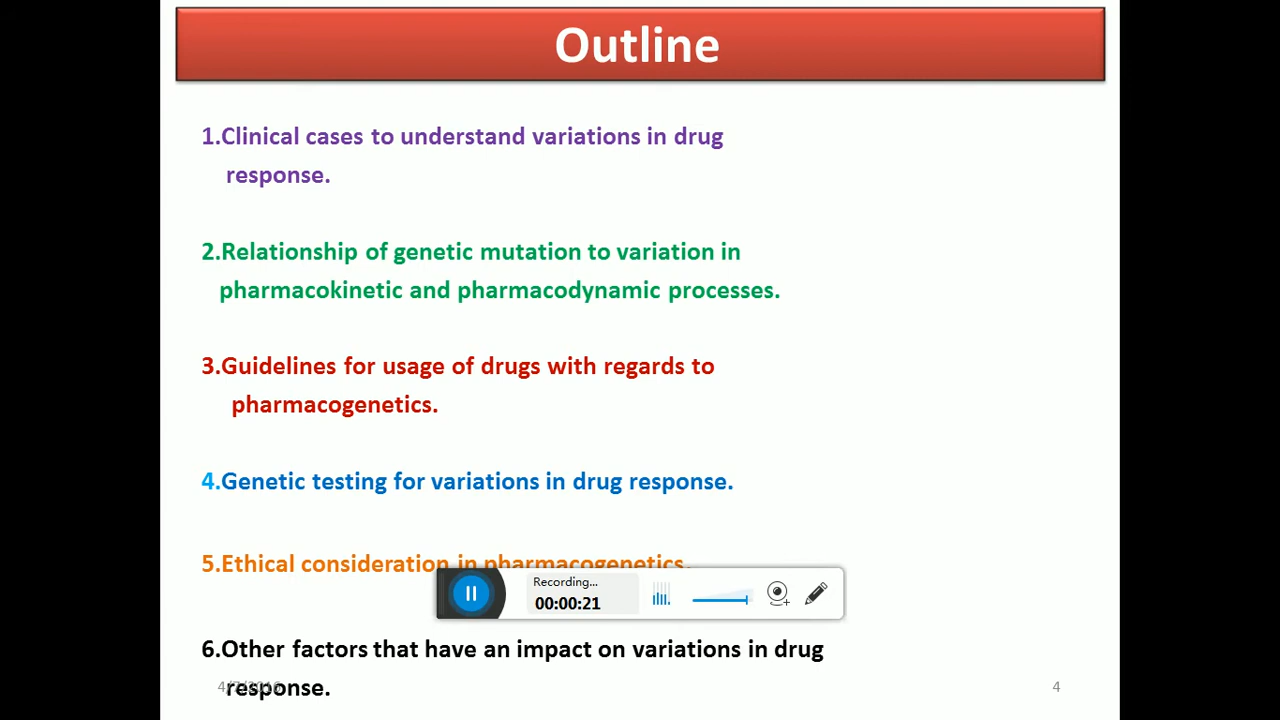 Outline
1.Clinical cases to understand variations in drug
response.
2.Relationship of genetic mutation to variation in
pharmacokinetic and pharmacodynamic processes.
3.Guidelines for usage of drugs with regards to
pharmacogenetics.
4.Genetic testing for variations in drug response.
5.Ethical consideration in pharmacogenetics.
Recording...
00:00:21
6.Other factors that have an impact on variations in drug
response.
4